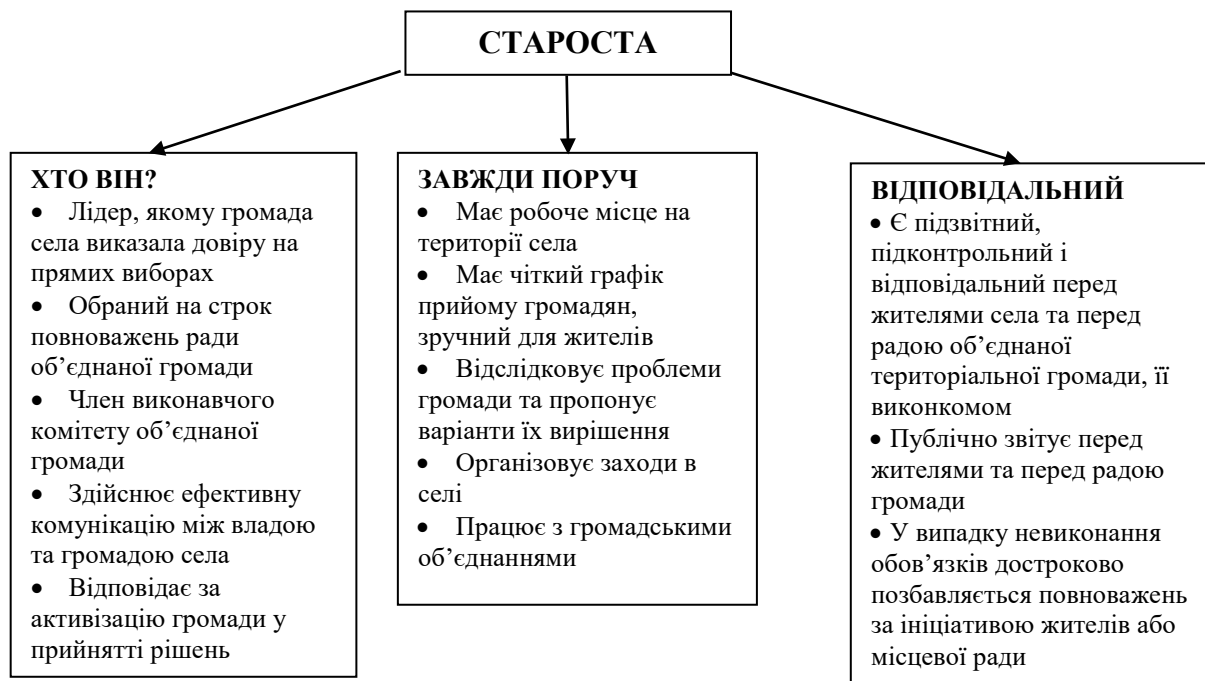 СТАРОСТА
ХТО ВІН?
• Лідер, якому громада
села виказала довіру на
прямих виборах
• Обраний на строк
повноважень ради
об’єднаної громади
• Член виконавчого
комітету об’єднаної
громади
• Здійснює ефективну
комунікацію між владою
та громадою села
• Відповідає за
активізацію громади у
прийнятті рішень
ЗАВЖДИ ПОРУЧ
• Має робоче місце на
території села
• Має чіткий графік
прийому громадян,
зручний для жителів
• Відслідковує проблеми
громади та пропонує
варіанти їх вирішення
• Організовує заходи в
селі
• Працює з громадськими
об’єднаннями
ВІДПОВІДАЛЬНИЙ
• Є підзвітний,
підконтрольний і
відповідальний перед
жителями села та перед
радою об’єднаної
територіальної громади, її
виконкомом
• Публічно звітує перед
жителями та перед радою
громади
• У випадку невиконання
обов’язків достроково
позбавляється повноважень
за ініціативою жителів або
місцевої ради